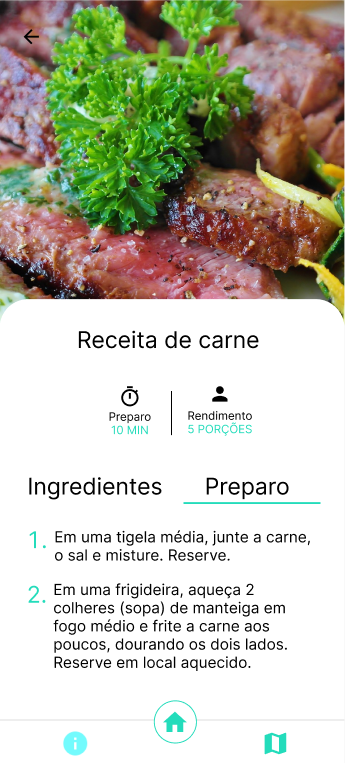 Receita de carne
Preparo
10 MIN
Rendimento
5 PORÇÕES
Ingredientes
Preparo
1. Em uma tigela média, junte a carne,
o sal e misture. Reserve.
2. Em uma frigideira, aqueça 2
colheres (sopa) de manteiga em
fogo médio e frite a carne aos
poucos, dourando os dois lados.
Reserve em local aquecido.